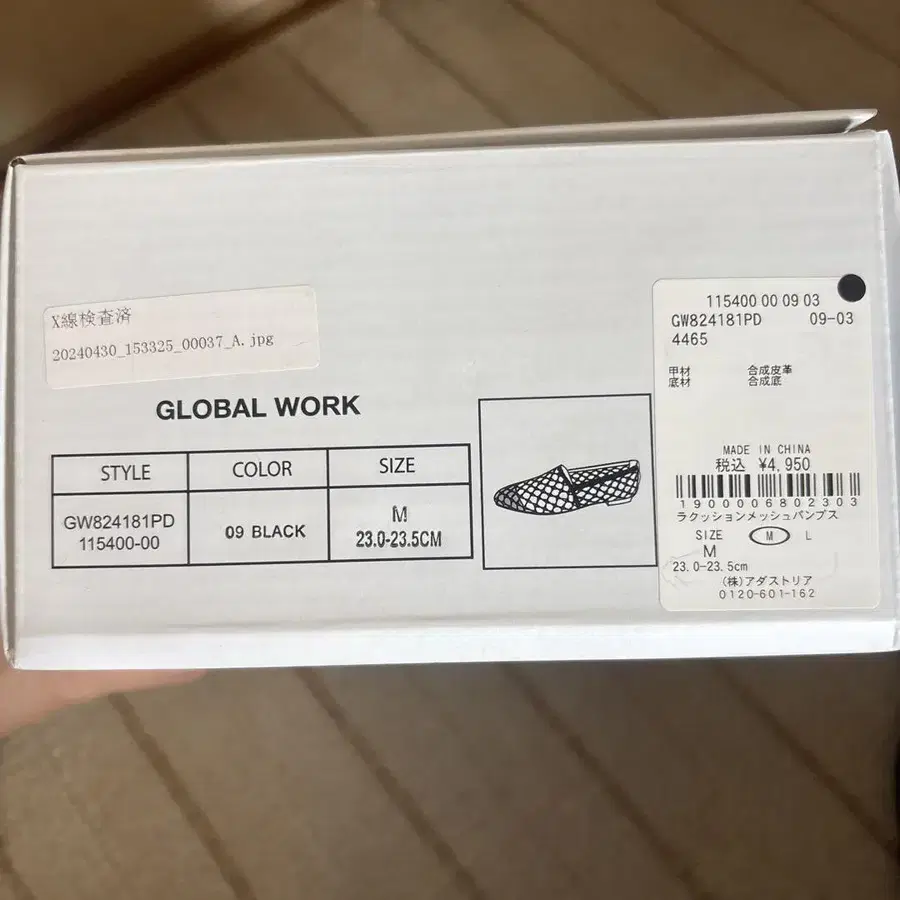 X線検査済
20240430_153325_00037_A.jpg
GLOBAL WORK
STYLE COLOR SIZE
GW824181PD
115400-00
09 BLACK
M
23.0-23.5CM
115400 00 09 03
GW824181PD 09-03
4465
甲材 合成皮革
底材 合成底
MADE IN CHINA
税込 ¥4,950
1900006802303
ラクッションメッシュパンプス
SIZE M L
M
23.0-23.5cm
(株)アダストリア
0120-601-162